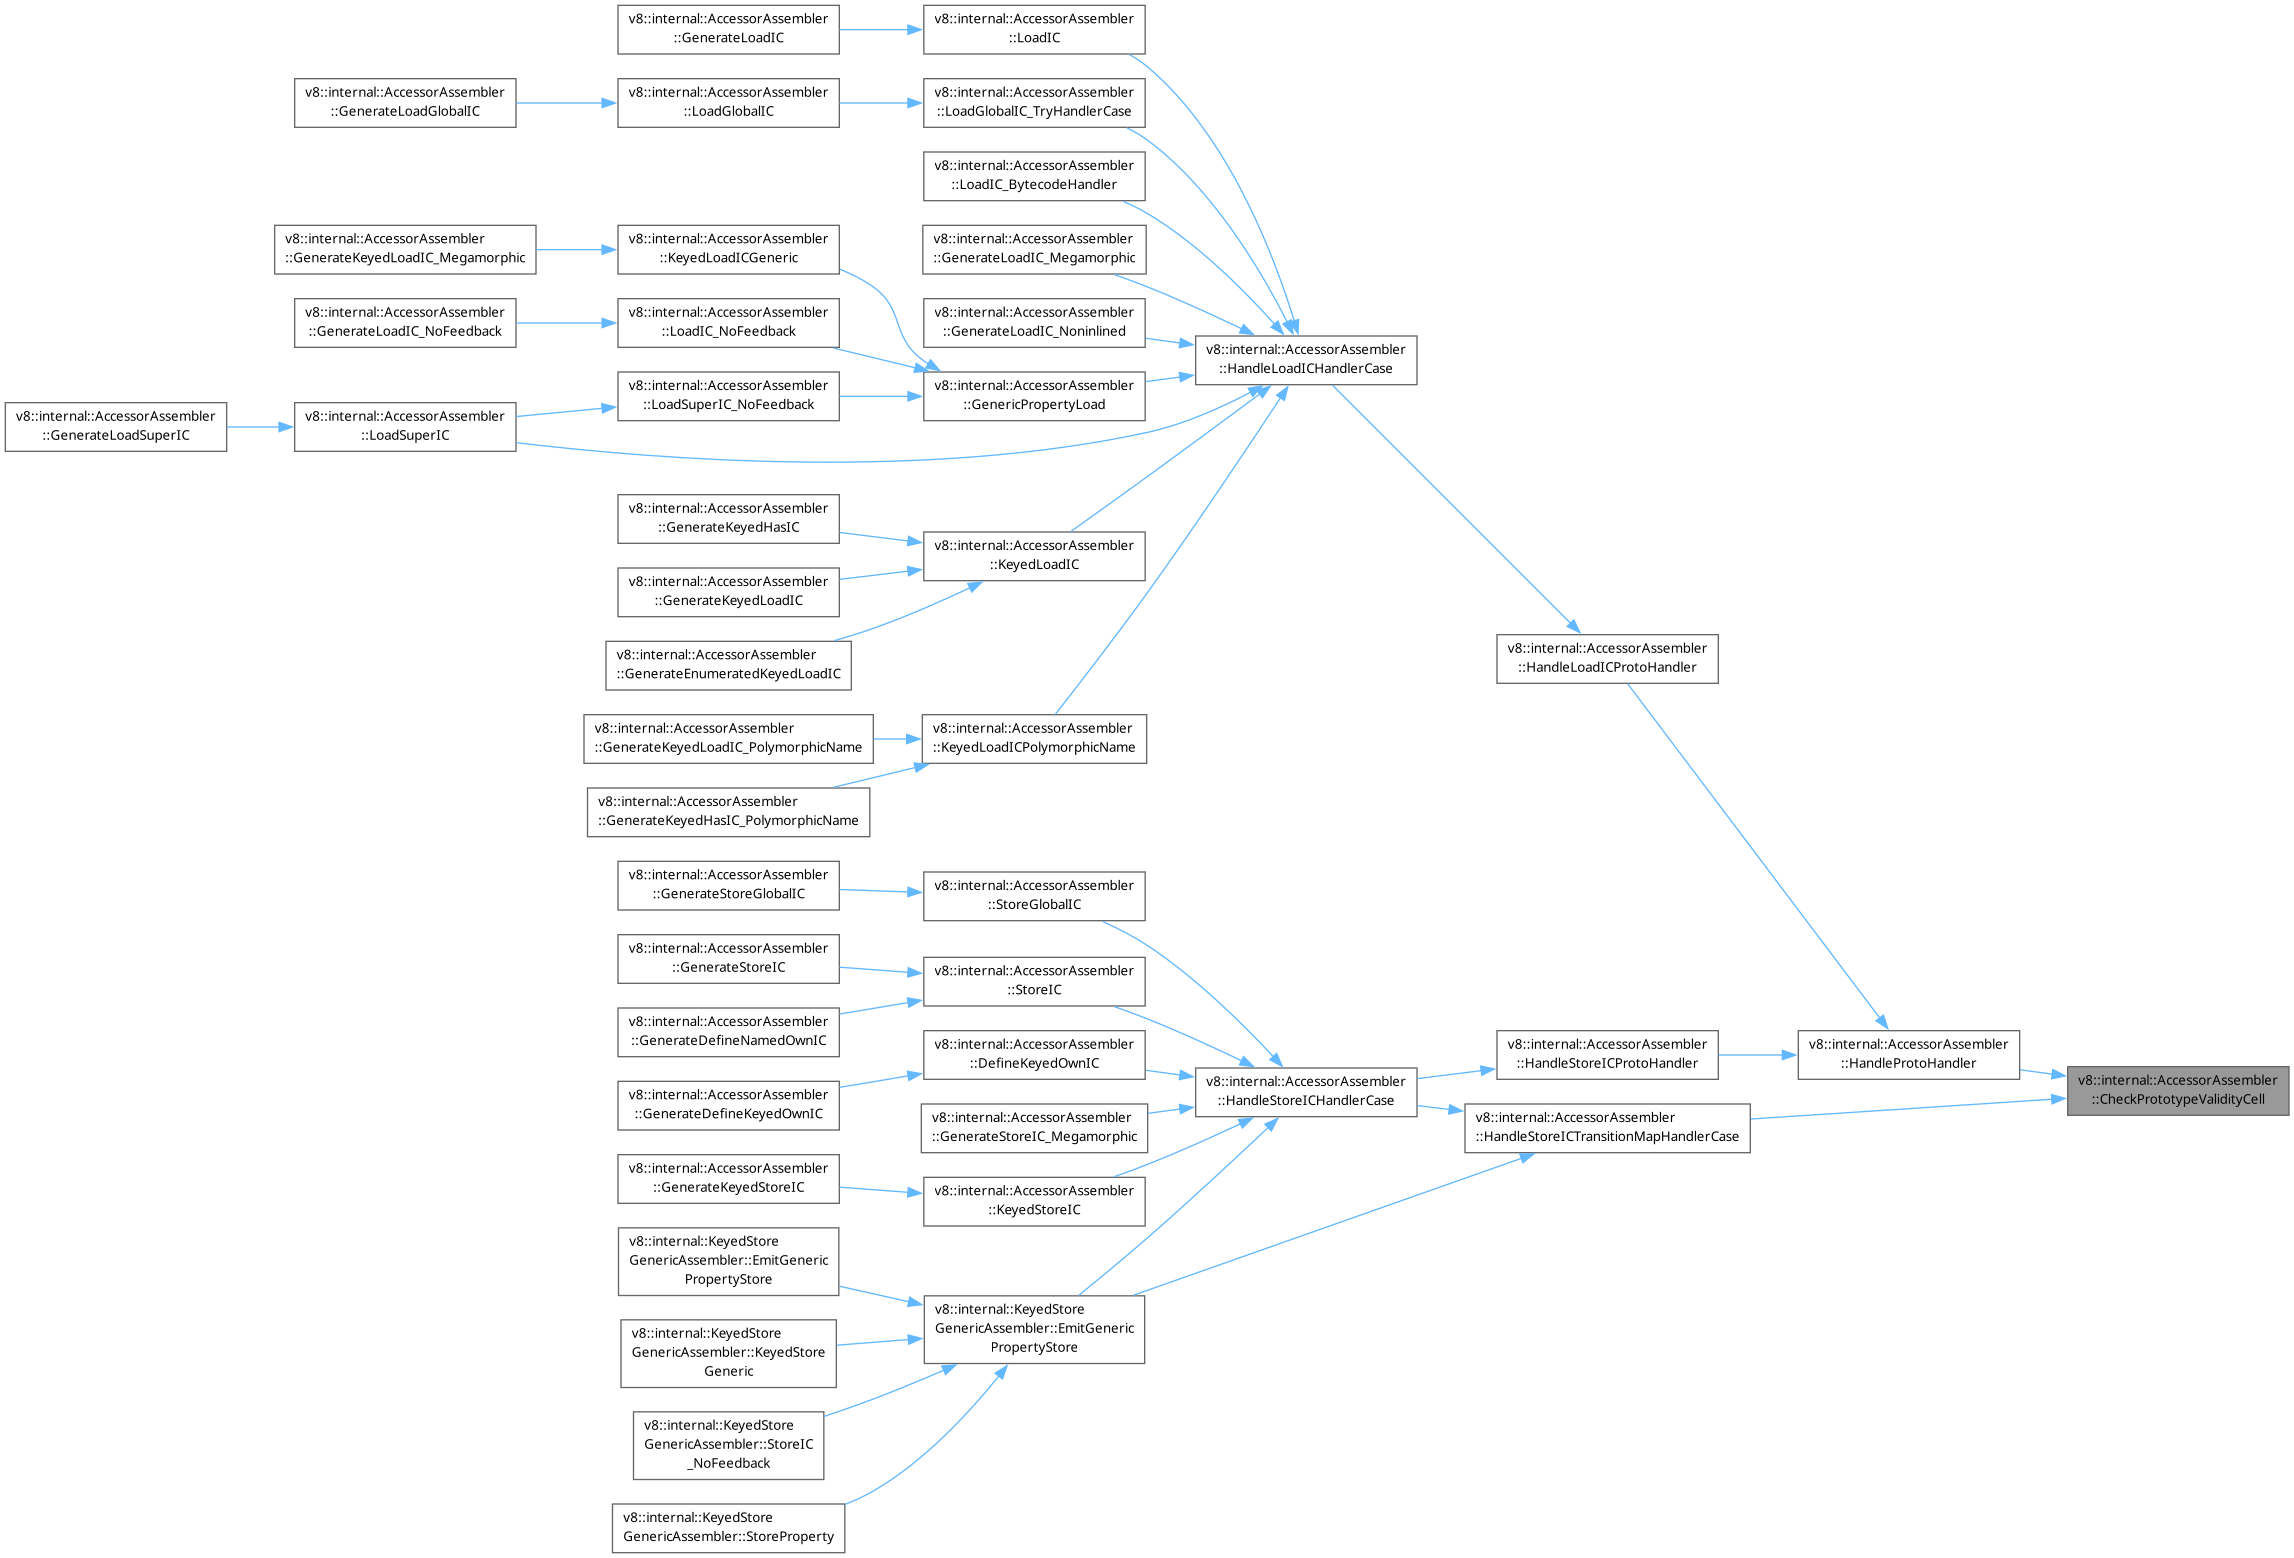 v8::internal::AccessorAssembler
::GenerateLoadIC
v8::internal::AccessorAssembler
::LoadIC
v8::internal::AccessorAssembler
::GenerateLoadGlobalIC
v8::internal::AccessorAssembler
::LoadGlobalIC
v8::internal::AccessorAssembler
::LoadGlobalIC_TryHandlerCase
v8::internal::AccessorAssembler
::LoadIC_BytecodeHandler
v8::internal::AccessorAssembler
::GenerateKeyedLoadIC_Megamorphic
v8::internal::AccessorAssembler
::KeyedLoadICGeneric
v8::internal::AccessorAssembler
::GenerateLoadIC_Megamorphic
v8::internal::AccessorAssembler
::GenerateLoadIC_NoFeedback
v8::internal::AccessorAssembler
::LoadIC_NoFeedback
v8::internal::AccessorAssembler
::GenerateLoadIC_Noninlined
v8::internal::AccessorAssembler
::HandleLoadICHandlerCase
v8::internal::AccessorAssembler
::LoadSuperIC_NoFeedback
v8::internal::AccessorAssembler
::GenericPropertyLoad
v8::internal::AccessorAssembler
::GenerateLoadSuperIC
v8::internal::AccessorAssembler
::LoadSuperIC
v8::internal::AccessorAssembler
::GenerateKeyedHasIC
v8::internal::AccessorAssembler
::KeyedLoadIC
v8::internal::AccessorAssembler
::GenerateKeyedLoadIC
v8::internal::AccessorAssembler
::GenerateEnumeratedKeyedLoadIC
v8::internal::AccessorAssembler
::HandleLoadICProtoHandler
v8::internal::AccessorAssembler
::GenerateKeyedLoadIC_PolymorphicName
v8::internal::AccessorAssembler
::KeyedLoadICPolymorphicName
v8::internal::AccessorAssembler
::GenerateKeyedHasIC_PolymorphicName
v8::internal::AccessorAssembler
::GenerateStoreGlobalIC
v8::internal::AccessorAssembler
::StoreGlobalIC
v8::internal::AccessorAssembler
::GenerateStoreIC
v8::internal::AccessorAssembler
::StoreIC
v8::internal::AccessorAssembler
::GenerateDefineNamedOwnIC
v8::internal::AccessorAssembler
::DefineKeyedOwnIC
v8::internal::AccessorAssembler
::HandleStoreICProtoHandler
v8::internal::AccessorAssembler
::HandleProtoHandler
v8::internal::AccessorAssembler
::GenerateDefineKeyedOwnIC
v8::internal::AccessorAssembler
::HandleStoreICHandlerCase
v8::internal::AccessorAssembler
::CheckPrototypeValidityCell
v8::internal::AccessorAssembler
::GenerateStoreIC_Megamorphic
v8::internal::AccessorAssembler
::HandleStoreICTransitionMapHandlerCase
v8::internal::AccessorAssembler
::GenerateKeyedStoreIC
v8::internal::AccessorAssembler
::KeyedStoreIC
v8::internal::KeyedStore
GenericAssembler::EmitGeneric
PropertyStore
v8::internal::KeyedStore
GenericAssembler::EmitGeneric
PropertyStore
v8::internal::KeyedStore
GenericAssembler::KeyedStore
Generic
v8::internal::KeyedStore
GenericAssembler::StoreIC
_NoFeedback
v8::internal::KeyedStore
GenericAssembler::StoreProperty